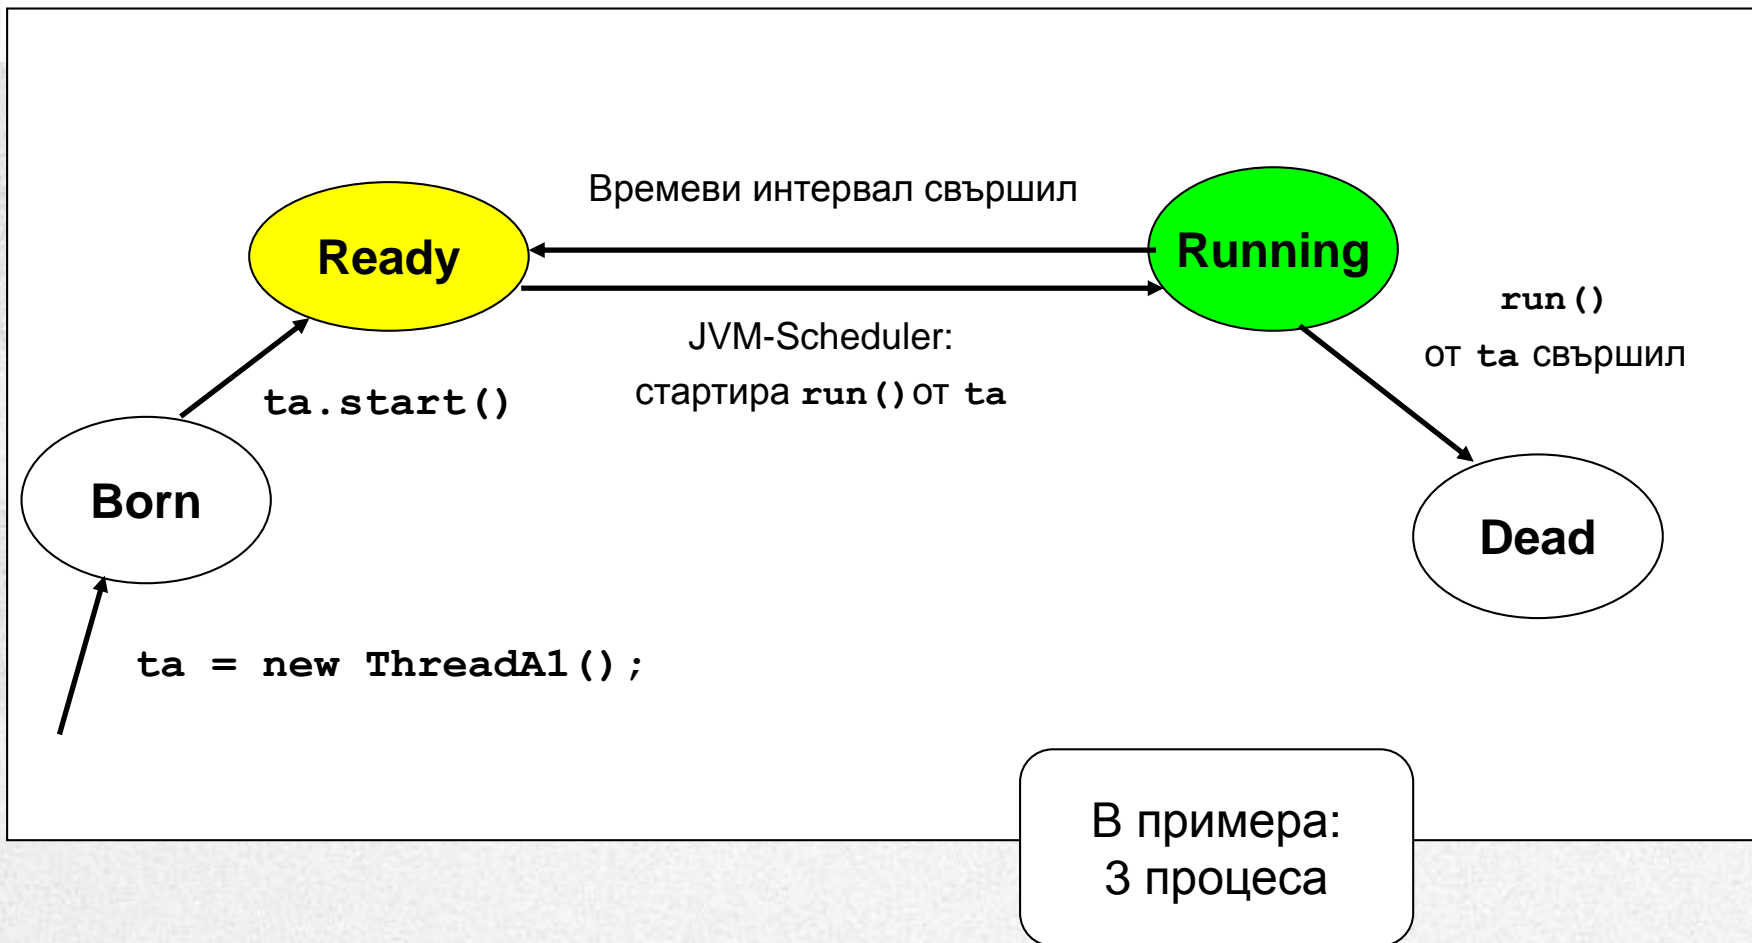 Времеви интервал свършил
Ready
Running
run()
от ta свършил
JVM-Scheduler:
стартира run()от ta
ta.start()
Born
Dead
ta = new ThreadA1();
В примера:
3 процеса